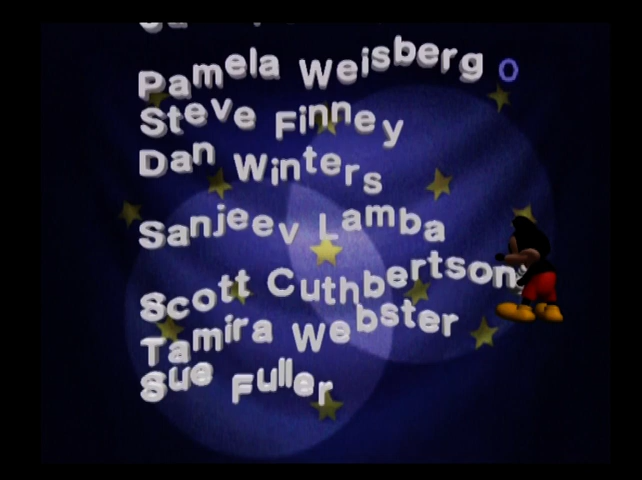 Pamela Weisberg
Steve Finney
Dan Winters
Sanjeev Lamba
Scott Cuthbertson
Tamira Webster
Sue Fuller